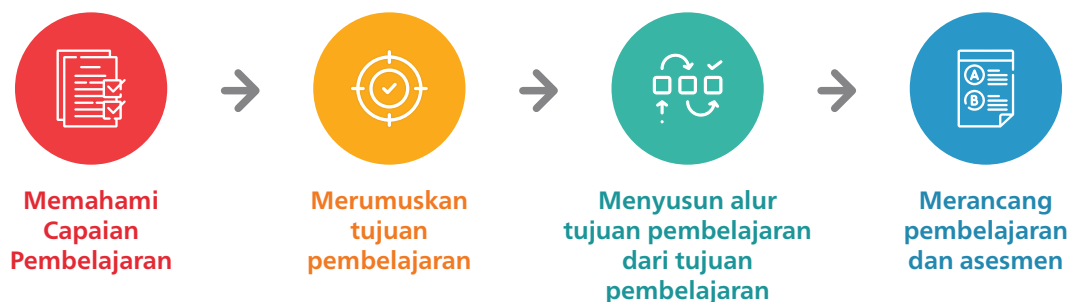 Memahami
Capaian
Pembelajaran
Merumuskan
tujuan
pembelajaran
Menyusun alur
tujuan pembelajaran
dari tujuan
pembelajaran
A
B
Merancang
pembelajaran
dan asesmen